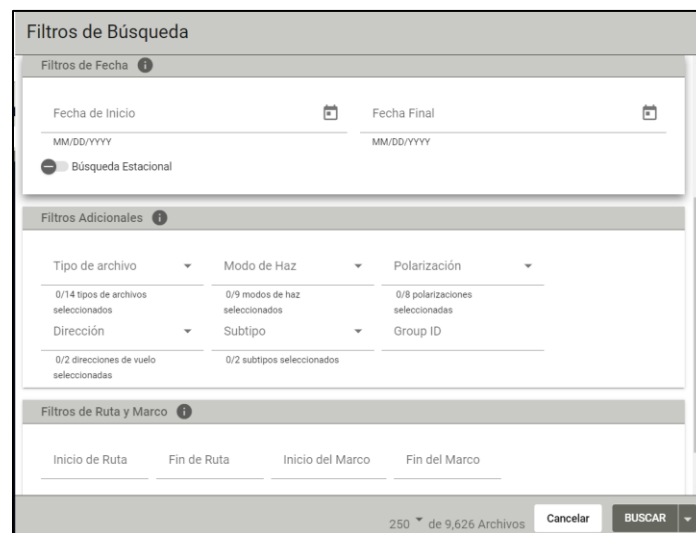 Filtros de Búsqueda
Filtros de Fecha
Fecha de Inicio
Fecha Final
MM/DD/YYYY
MM/DD/YYYY
Búsqueda Estacional
Filtros Adicionales
Tipo de archivo
Modo de Haz
Polarización
0/14 tipos de archivos
seleccionados
0/9 modos de haz
seleccionados
0/8 polarizaciones
seleccionadas
Dirección
Subtipo
Group ID
0/2 direcciones de vuelo
seleccionadas
0/2 subtipos seleccionados
Filtros de Ruta y Marco
Inicio de Ruta
Fin de Ruta
Inicio del Marco
Fin del Marco
250 de 9,626 Archivos
Cancelar
BUSCAR